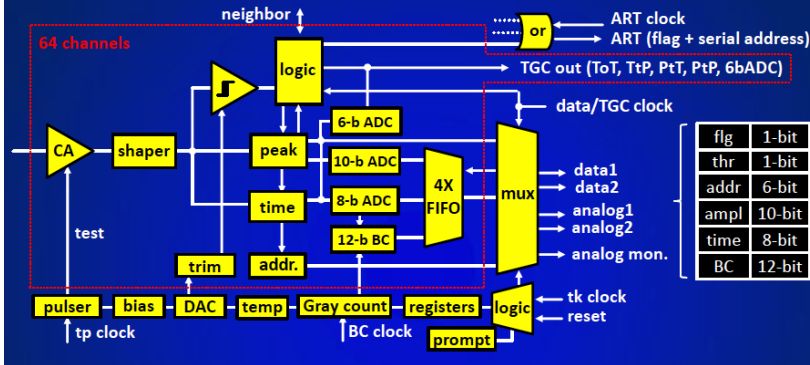 neighbor
64 channels
or
ART clock
ART (flag + serial address)
logic
TGC out (ToT, TtP, PtT, PtP, 6bADC)
data/TGC clock
6-b ADC
CA
shaper
peak
10-b ADC
4X
FIFO
mux
data1
data2
time
8-b ADC
analog1
analog2
12-b BC
test
trim
addr.
analog mon.
flg 1-bit
thr 1-bit
addr 6-bit
ampl 10-bit
time 8-bit
BC 12-bit
pulser
bias
DAC
temp
Gray count
registers
logic
tk clock
reset
tp clock
BC clock
prompt